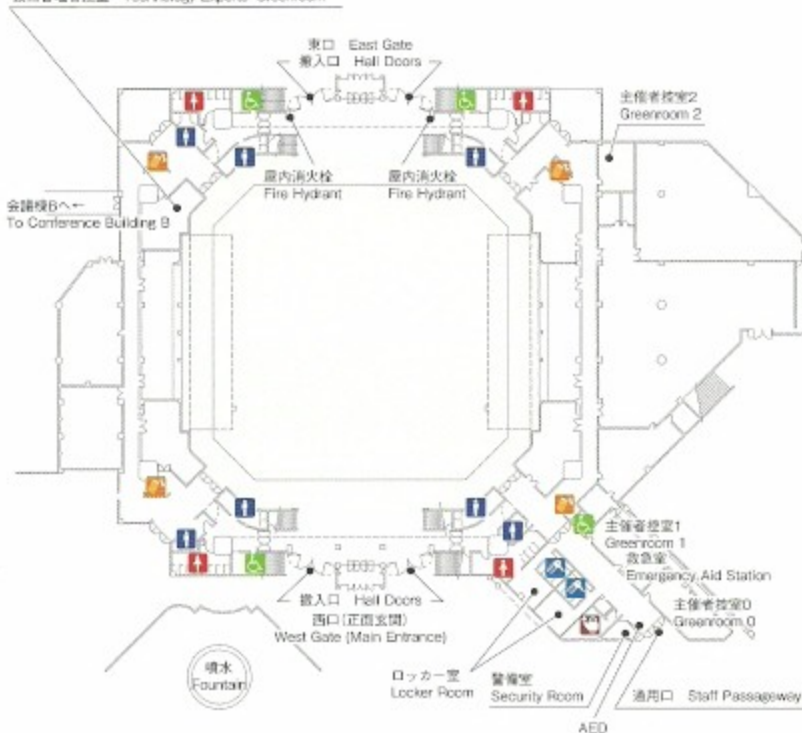 Technology Experts' Greenroom
東口 East Gate
搬入口 Hall Doors
主催者控室2
Greenroom 2
屋内消火栓
Fire Hydrant
屋内消火栓
Fire Hydrant
会議棟Bへ←
To Conference Building B
主催者控室1
Greenroom 1
救急室
Emergency Aid Station
主催者控室0
Greenroom 0
搬入口 Hall Doors
西口(正面玄関)
West Gate (Main Entrance)
噴水
Fountain
ロッカー室
Locker Room
警備室
Security Room
通用口 Staff Passageway
AED